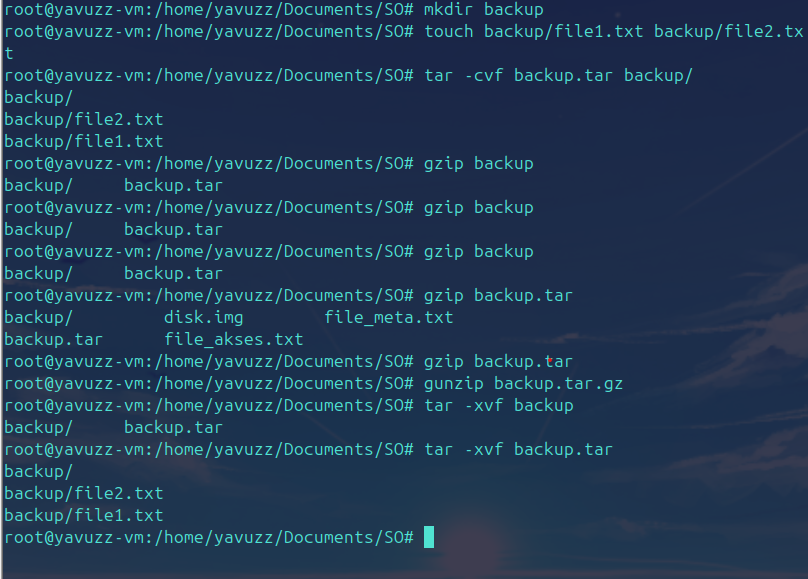 root@yavuzz-vm:/home/yavuzz/Documents/SO# mkdir backup
root@yavuzz-vm:/home/yavuzz/Documents/SO# touch backup/file1.txt backup/file2.tx
t
root@yavuzz-vm:/home/yavuzz/Documents/SO# tar -cvf backup.tar backup/
backup/
backup/file2.txt
backup/file1.txt
root@yavuzz-vm:/home/yavuzz/Documents/SO# gzip backup
backup/     backup.tar
root@yavuzz-vm:/home/yavuzz/Documents/SO# gzip backup
backup/     backup.tar
root@yavuzz-vm:/home/yavuzz/Documents/SO# gzip backup
backup/     backup.tar
root@yavuzz-vm:/home/yavuzz/Documents/SO# gzip backup.tar
backup/         disk.img        file_meta.txt
backup.tar      file_akses.txt
root@yavuzz-vm:/home/yavuzz/Documents/SO# gzip backup.tar
root@yavuzz-vm:/home/yavuzz/Documents/SO# gunzip backup.tar.gz
root@yavuzz-vm:/home/yavuzz/Documents/SO# tar -xvf backup
backup/     backup.tar
root@yavuzz-vm:/home/yavuzz/Documents/SO# tar -xvf backup.tar
backup/
backup/file2.txt
backup/file1.txt
root@yavuzz-vm:/home/yavuzz/Documents/SO#